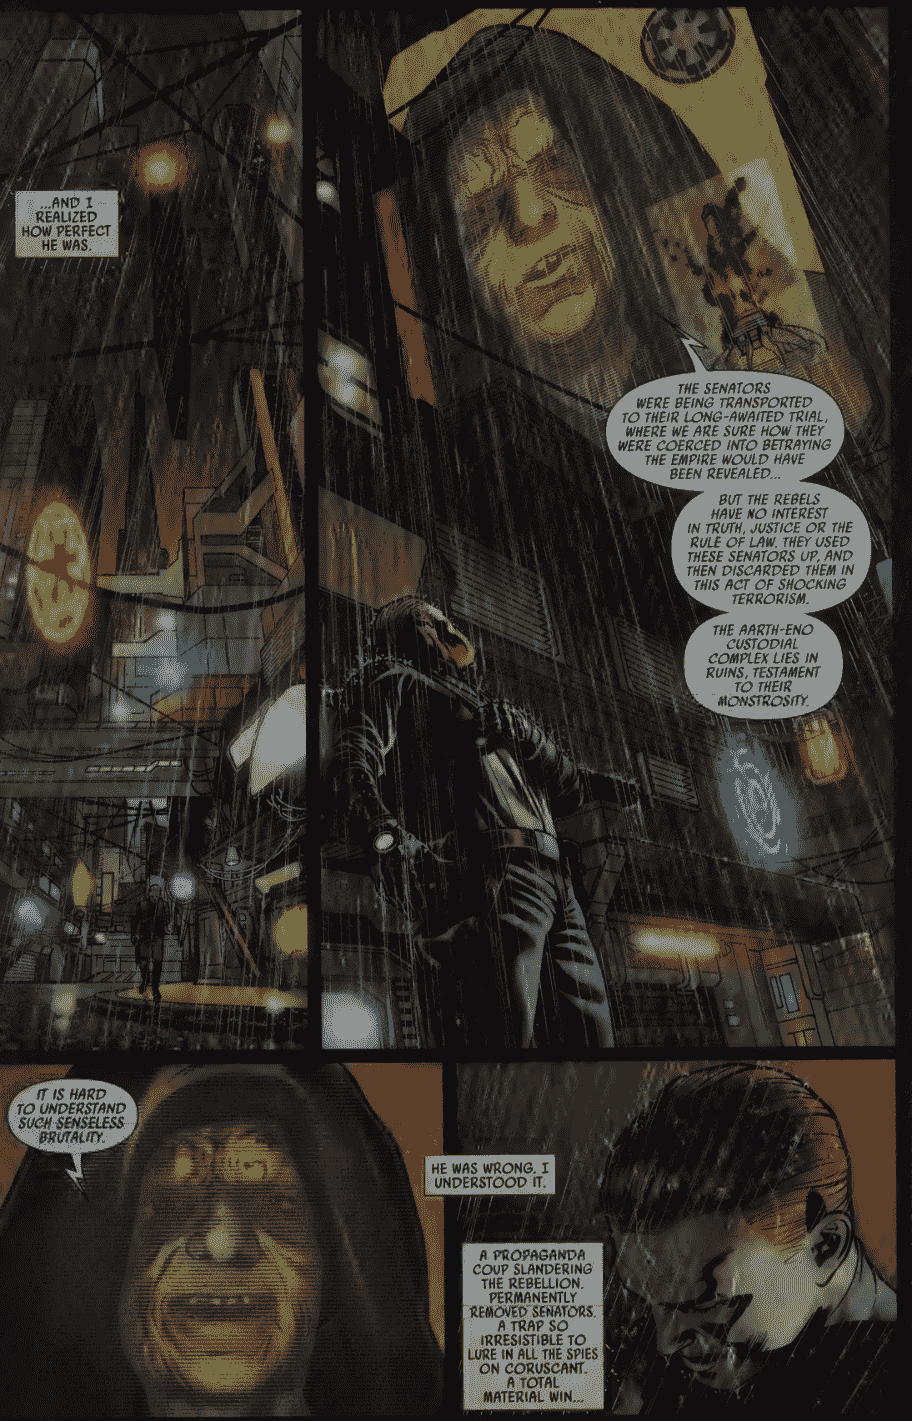 ...AND I
REALIZED
HOW PERFECT
HE WAS.
THE SENATORS
WERE BEING TRANSPORTED
TO THEIR LONG-AWAITED TRIAL,
WHERE WE ARE SURE HOW THEY
WERE COERCED INTO BETRAYING
THE EMPIRE WOULD HAVE
BEEN REVEALED...
BUT THE REBELS
HAVE NO INTEREST
IN TRUTH, JUSTICE OR THE
RULE OF LAW. THEY USED
THESE SENATORS UP, AND
THEN DISCARDED THEM IN
THIS ACT OF SHOCKING
TERRORISM.
THE AARTH-ENO
CUSTODIAL
COMPLEX LIES IN
RUINS, TESTAMENT
TO THEIR
MONSTROSITY.
IT IS HARD
TO UNDERSTAND
SUCH SENSELESS
BRUTALITY.
HE WAS WRONG. I
UNDERSTOOD IT.
A PROPAGANDA
COUP SLANDERING
THE REBELLION.
PERMANENTLY
REMOVED SENATORS.
A TRAP SO
IRRESISTIBLE TO
LURE IN ALL THE SPIES
ON CORUSCANT.
A TOTAL
MATERIAL WIN...